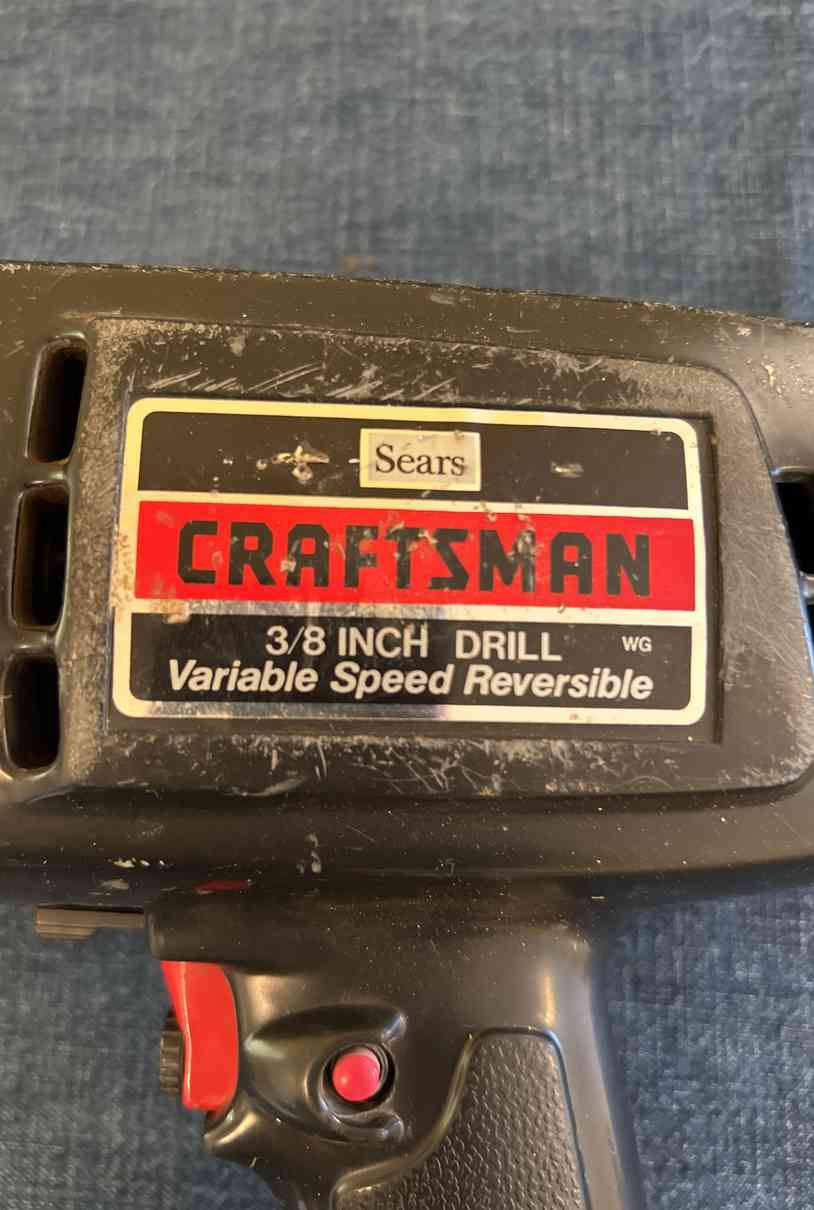 Sears
CRAFTSMAN
3/8 INCH DRILL WG
Variable Speed Reversible